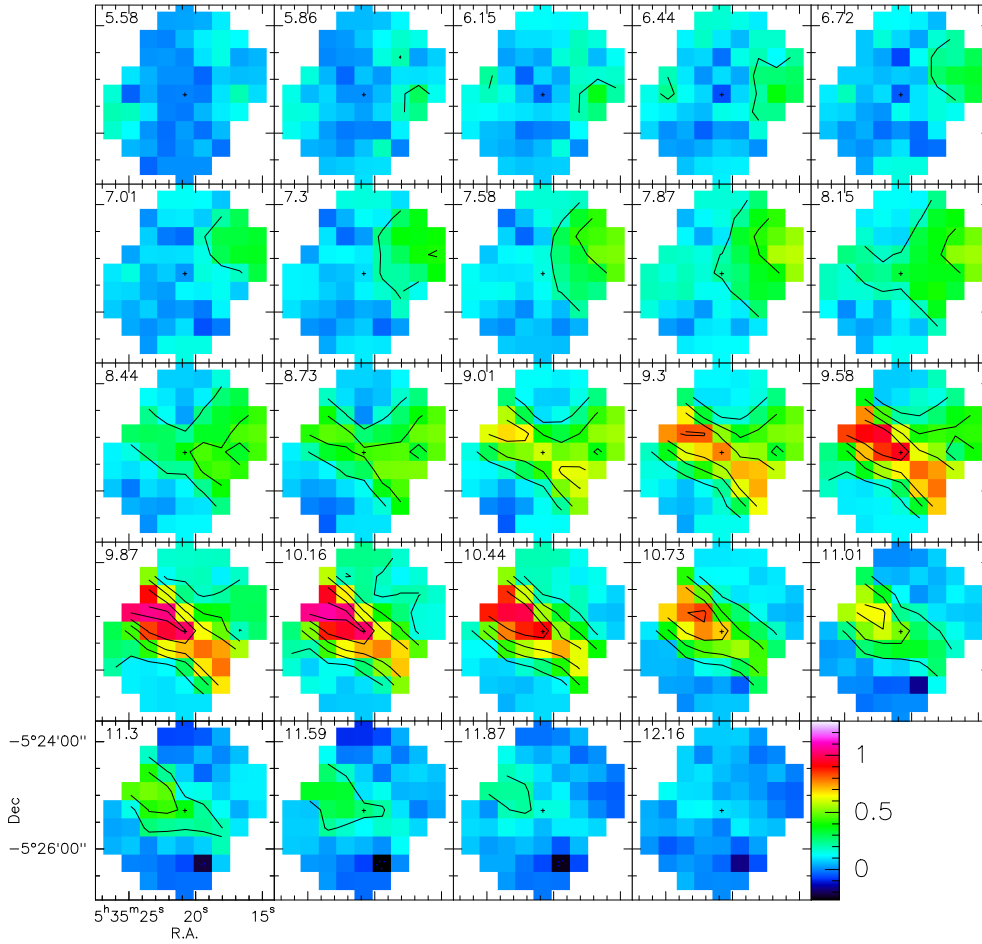 5.58 5.86 6.15 6.44 6.72
7.01 7.3 7.58 7.87 8.15
8.44 8.73 9.01 9.3 9.58
9.87 10.16 10.44 10.73 11.01
11.3 11.59 11.87 12.16
−5°24'00"
−5°26'00"
Dec
5ʰ35ᵐ25ˢ 20ˢ 15ˢ
R.A.
1
0.5
0